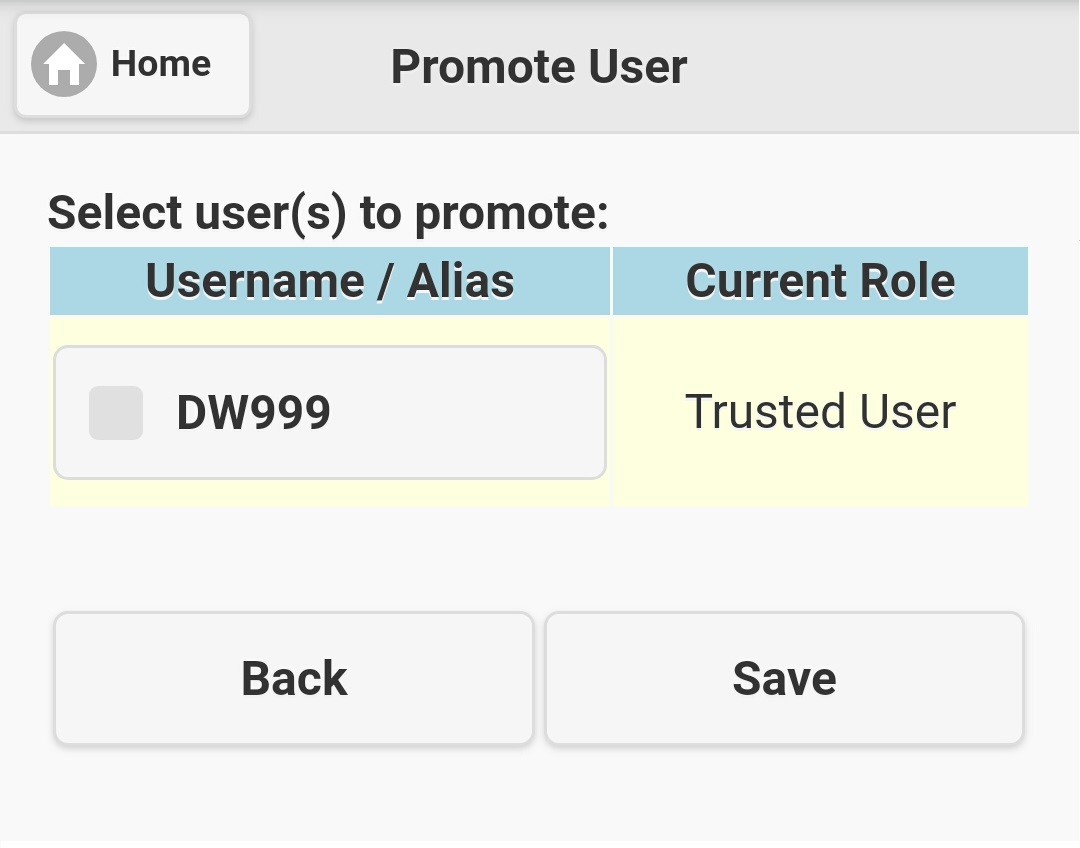 Home
Promote User
Select user(s) to promote:
Username / Alias
Current Role
DW999
Trusted User
Back
Save